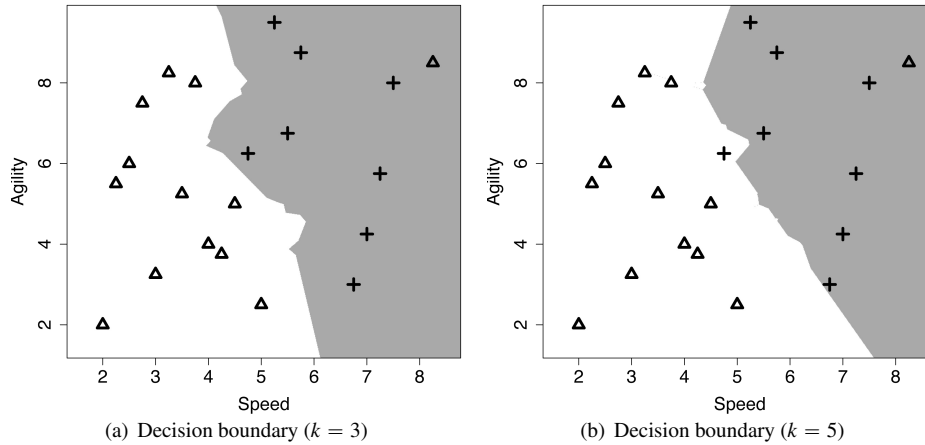 8
6
4
2
Agility
2 3 4 5 6 7 8
Speed
(a) Decision boundary (k = 3)
8
6
4
2
Agility
2 3 4 5 6 7 8
Speed
(b) Decision boundary (k = 5)